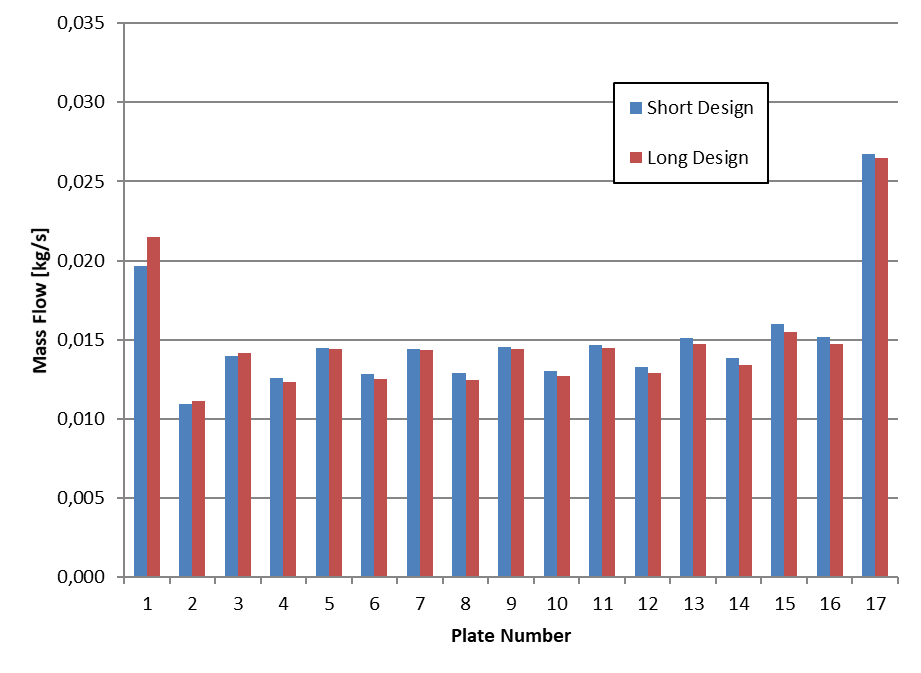 0,035
0,030
0,025
0,020
0,015
0,010
0,005
0,000
Mass Flow [kg/s]
Short Design
Long Design
1 2 3 4 5 6 7 8 9 10 11 12 13 14 15 16 17
Plate Number